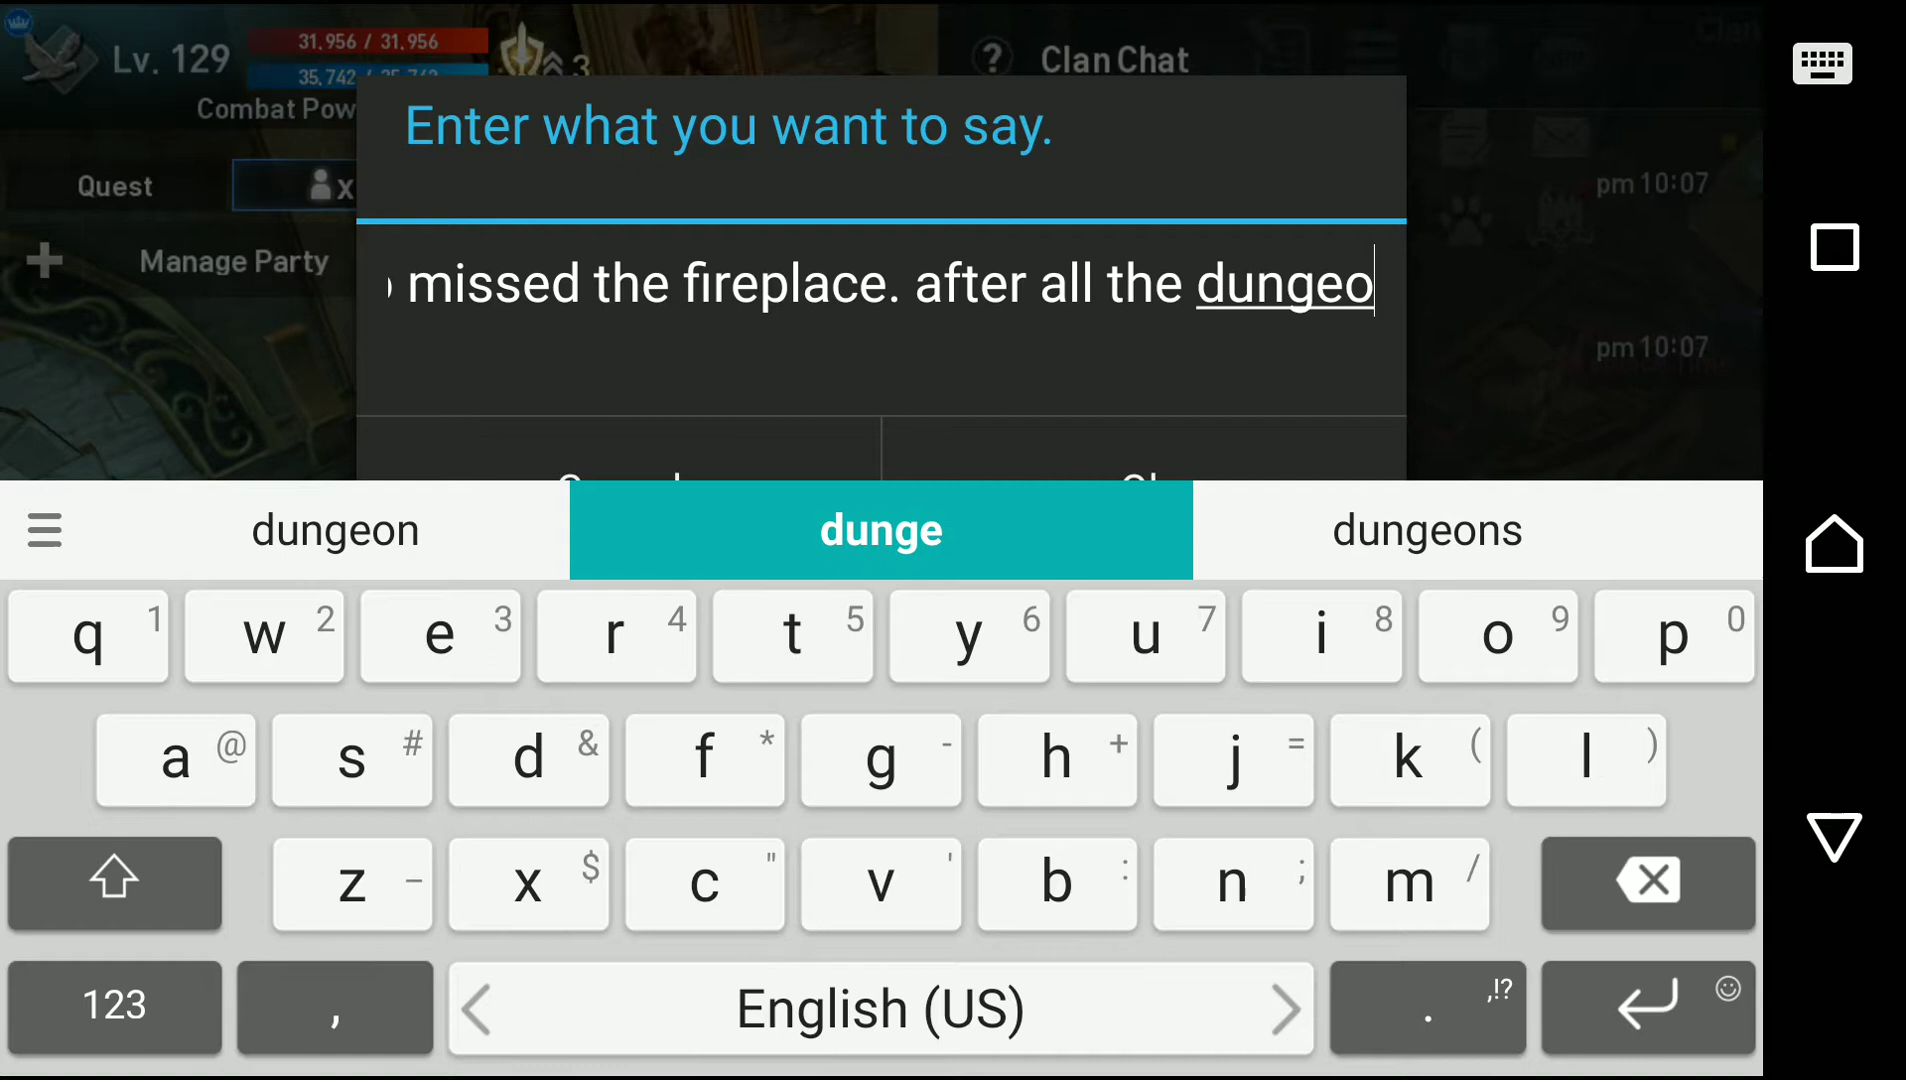 Lv. 129
31,956 / 31,956
3
Clan Chat
Combat Pow
Enter what you want to say.
Quest
x
pm 10:07
Manage Party
missed the fireplace. after all the dungeo
pm 10:07
dungeon dunge dungeons
q 1 w 2 e 3 r 4 t 5 y 6 u 7 i 8 o 9 p 0
a @ s # d & f * g - h + j = k ( l )
z _ x $ c " v ' b : n ; m /
123 , English (US) . ,!?